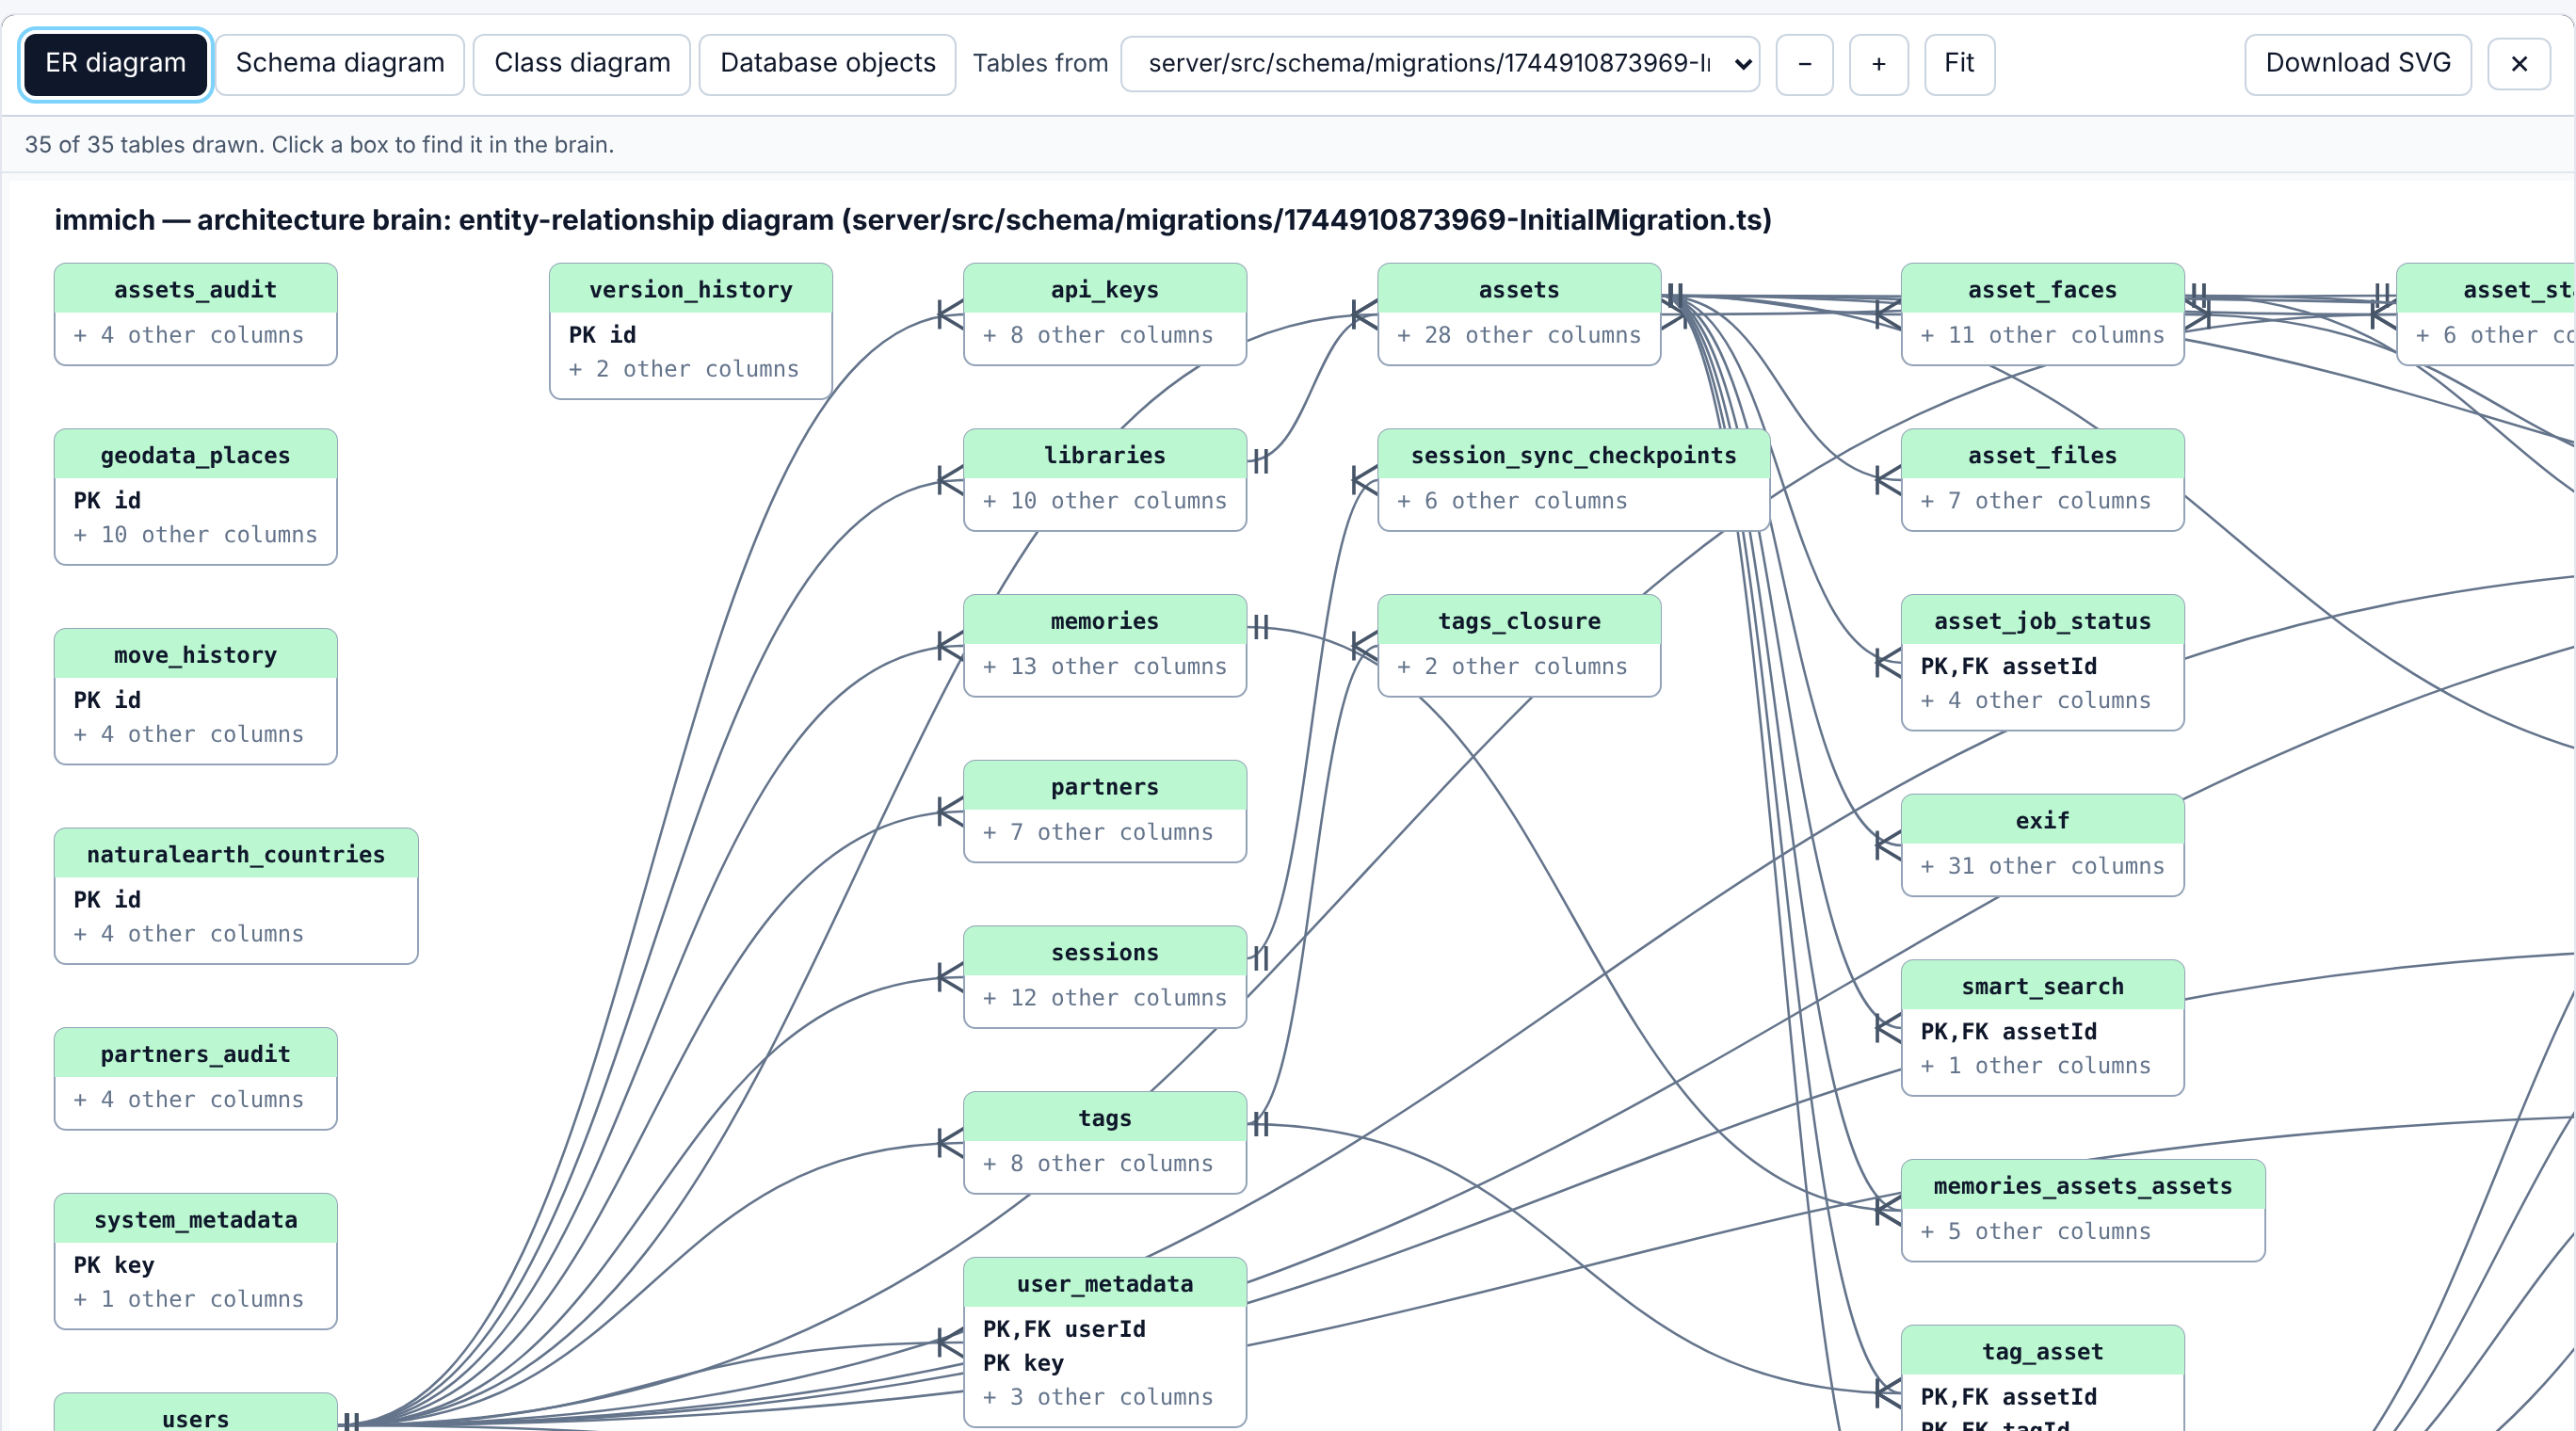 ER diagram
Schema diagram
Class diagram
Database objects
Tables from
server/src/schema/migrations/1744910873969-I
−
+
Fit
Download SVG
×
35 of 35 tables drawn. Click a box to find it in the brain.
immich — architecture brain: entity-relationship diagram (server/src/schema/migrations/1744910873969-InitialMigration.ts)
assets_audit
+ 4 other columns
geodata_places
PK id
+ 10 other columns
move_history
PK id
+ 4 other columns
naturalearth_countries
PK id
+ 4 other columns
partners_audit
+ 4 other columns
system_metadata
PK key
+ 1 other columns
users
version_history
PK id
+ 2 other columns
api_keys
+ 8 other columns
libraries
+ 10 other columns
memories
+ 13 other columns
partners
+ 7 other columns
sessions
+ 12 other columns
tags
+ 8 other columns
user_metadata
PK,FK userId
PK key
+ 3 other columns
assets
+ 28 other columns
session_sync_checkpoints
+ 6 other columns
tags_closure
+ 2 other columns
asset_faces
+ 11 other columns
asset_files
+ 7 other columns
asset_job_status
PK,FK assetId
+ 4 other columns
exif
+ 31 other columns
smart_search
PK,FK assetId
+ 1 other columns
memories_assets_assets
+ 5 other columns
tag_asset
PK,FK assetId
PK,FK tagId
asset_st
+ 6 other co